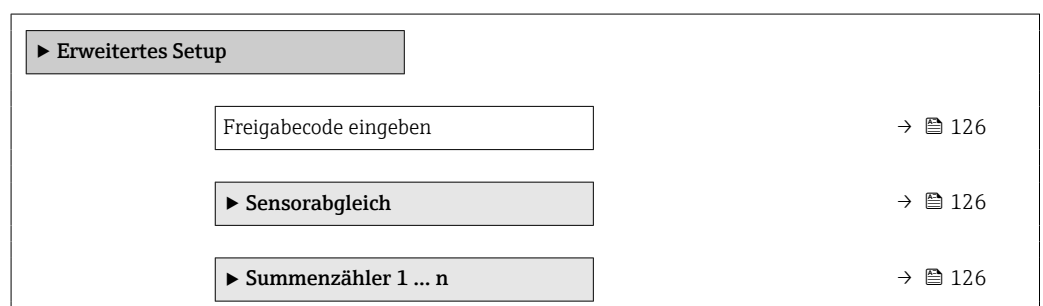 ▶ Erweitertes Setup
Freigabecode eingeben → 🖹 126
▶ Sensorabgleich → 🖹 126
▶ Summenzähler 1 … n → 🖹 126